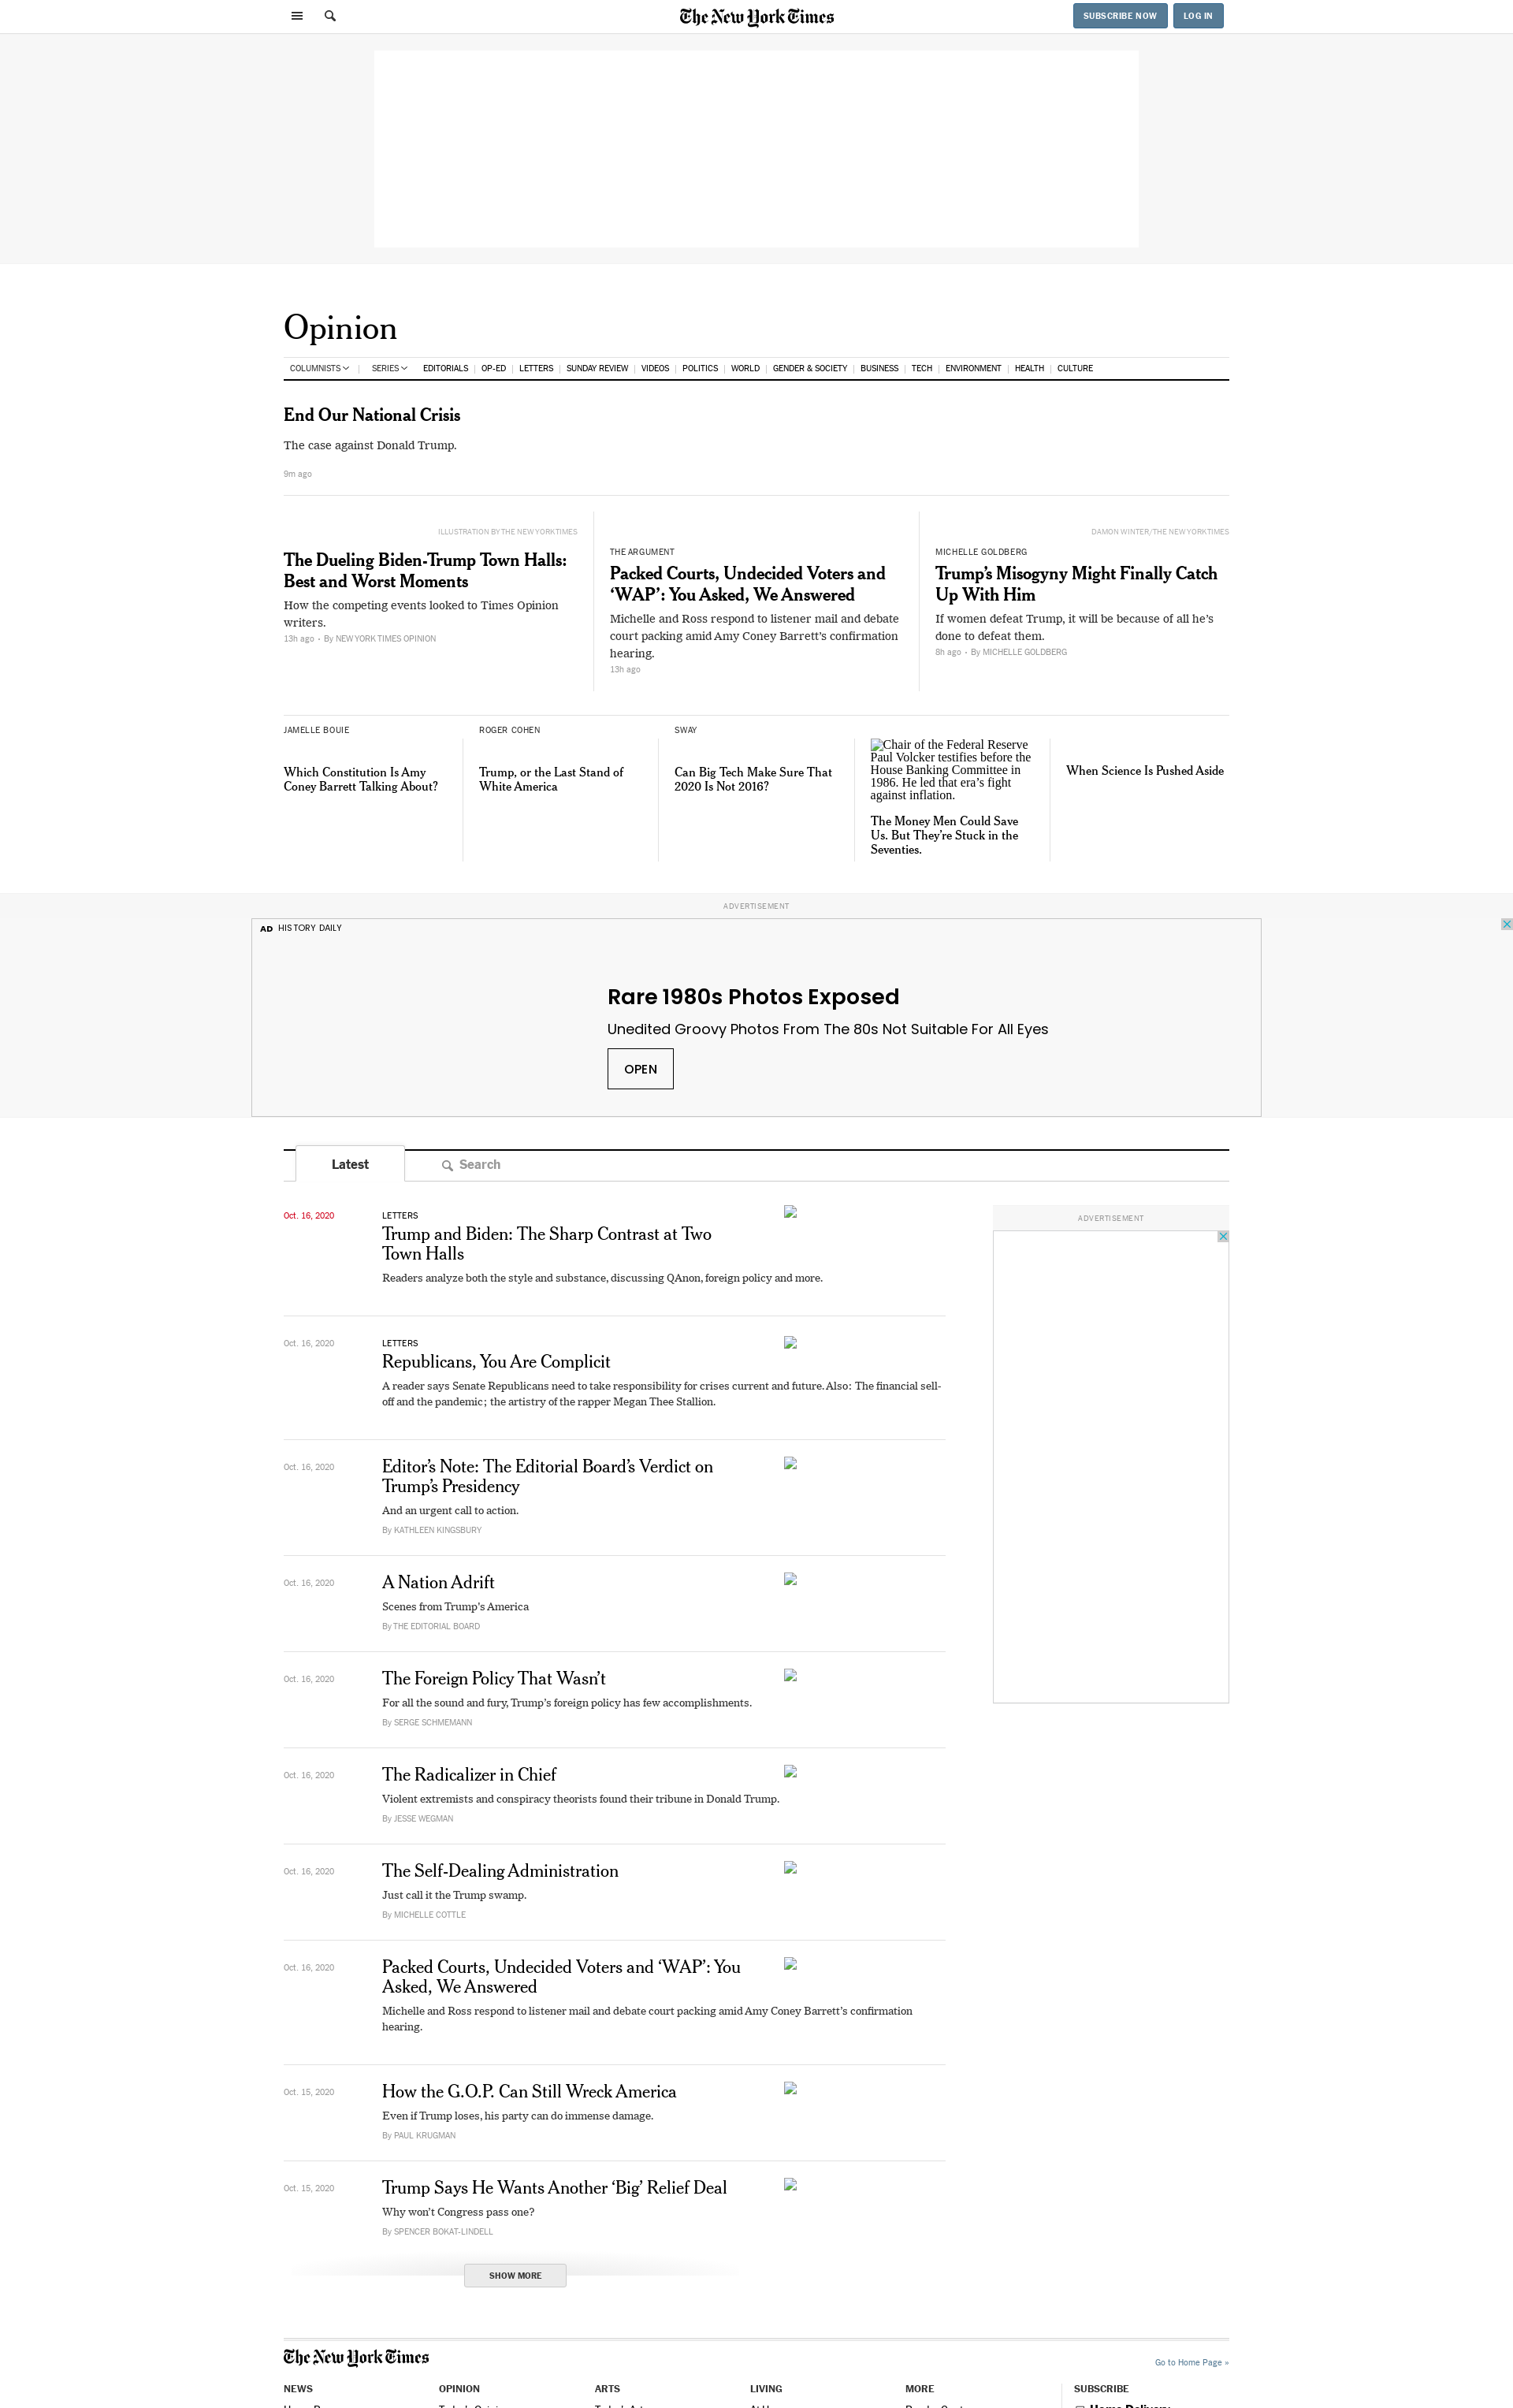 The New York Times
SUBSCRIBE NOW
LOG IN
Opinion
COLUMNISTS
SERIES
EDITORIALS
OP-ED
LETTERS
SUNDAY REVIEW
VIDEOS
POLITICS
WORLD
GENDER & SOCIETY
BUSINESS
TECH
ENVIRONMENT
HEALTH
CULTURE
End Our National Crisis
The case against Donald Trump.
9m ago
ILLUSTRATION BY THE NEW YORK TIMES
The Dueling Biden-Trump Town Halls:
Best and Worst Moments
How the competing events looked to Times Opinion
writers.
13h ago • By NEW YORK TIMES OPINION
THE ARGUMENT
Packed Courts, Undecided Voters and
‘WAP’: You Asked, We Answered
Michelle and Ross respond to listener mail and debate
court packing amid Amy Coney Barrett’s confirmation
hearing.
13h ago
DAMON WINTER/THE NEW YORK TIMES
MICHELLE GOLDBERG
Trump’s Misogyny Might Finally Catch
Up With Him
If women defeat Trump, it will be because of all he’s
done to defeat them.
8h ago • By MICHELLE GOLDBERG
JAMELLE BOUIE
Which Constitution Is Amy
Coney Barrett Talking About?
ROGER COHEN
Trump, or the Last Stand of
White America
SWAY
Can Big Tech Make Sure That
2020 Is Not 2016?
Chair of the Federal Reserve
Paul Volcker testifies before the
House Banking Committee in
1986. He led that era’s fight
against inflation.
The Money Men Could Save
Us. But They’re Stuck in the
Seventies.
When Science Is Pushed Aside
ADVERTISEMENT
AD HISTORY DAILY
Rare 1980s Photos Exposed
Unedited Groovy Photos From The 80s Not Suitable For All Eyes
OPEN
Latest
Search
Oct. 16, 2020
LETTERS
Trump and Biden: The Sharp Contrast at Two
Town Halls
Readers analyze both the style and substance, discussing QAnon, foreign policy and more.
ADVERTISEMENT
Oct. 16, 2020
LETTERS
Republicans, You Are Complicit
A reader says Senate Republicans need to take responsibility for crises current and future. Also: The financial sell-
off and the pandemic; the artistry of the rapper Megan Thee Stallion.
Oct. 16, 2020
Editor’s Note: The Editorial Board’s Verdict on
Trump’s Presidency
And an urgent call to action.
By KATHLEEN KINGSBURY
Oct. 16, 2020
A Nation Adrift
Scenes from Trump’s America
By THE EDITORIAL BOARD
Oct. 16, 2020
The Foreign Policy That Wasn’t
For all the sound and fury, Trump’s foreign policy has few accomplishments.
By SERGE SCHMEMANN
Oct. 16, 2020
The Radicalizer in Chief
Violent extremists and conspiracy theorists found their tribune in Donald Trump.
By JESSE WEGMAN
Oct. 16, 2020
The Self-Dealing Administration
Just call it the Trump swamp.
By MICHELLE COTTLE
Oct. 16, 2020
Packed Courts, Undecided Voters and ‘WAP’: You
Asked, We Answered
Michelle and Ross respond to listener mail and debate court packing amid Amy Coney Barrett’s confirmation
hearing.
Oct. 15, 2020
How the G.O.P. Can Still Wreck America
Even if Trump loses, his party can do immense damage.
By PAUL KRUGMAN
Oct. 15, 2020
Trump Says He Wants Another ‘Big’ Relief Deal
Why won’t Congress pass one?
By SPENCER BOKAT-LINDELL
SHOW MORE
The New York Times
Go to Home Page »
NEWS
OPINION
ARTS
LIVING
MORE
SUBSCRIBE